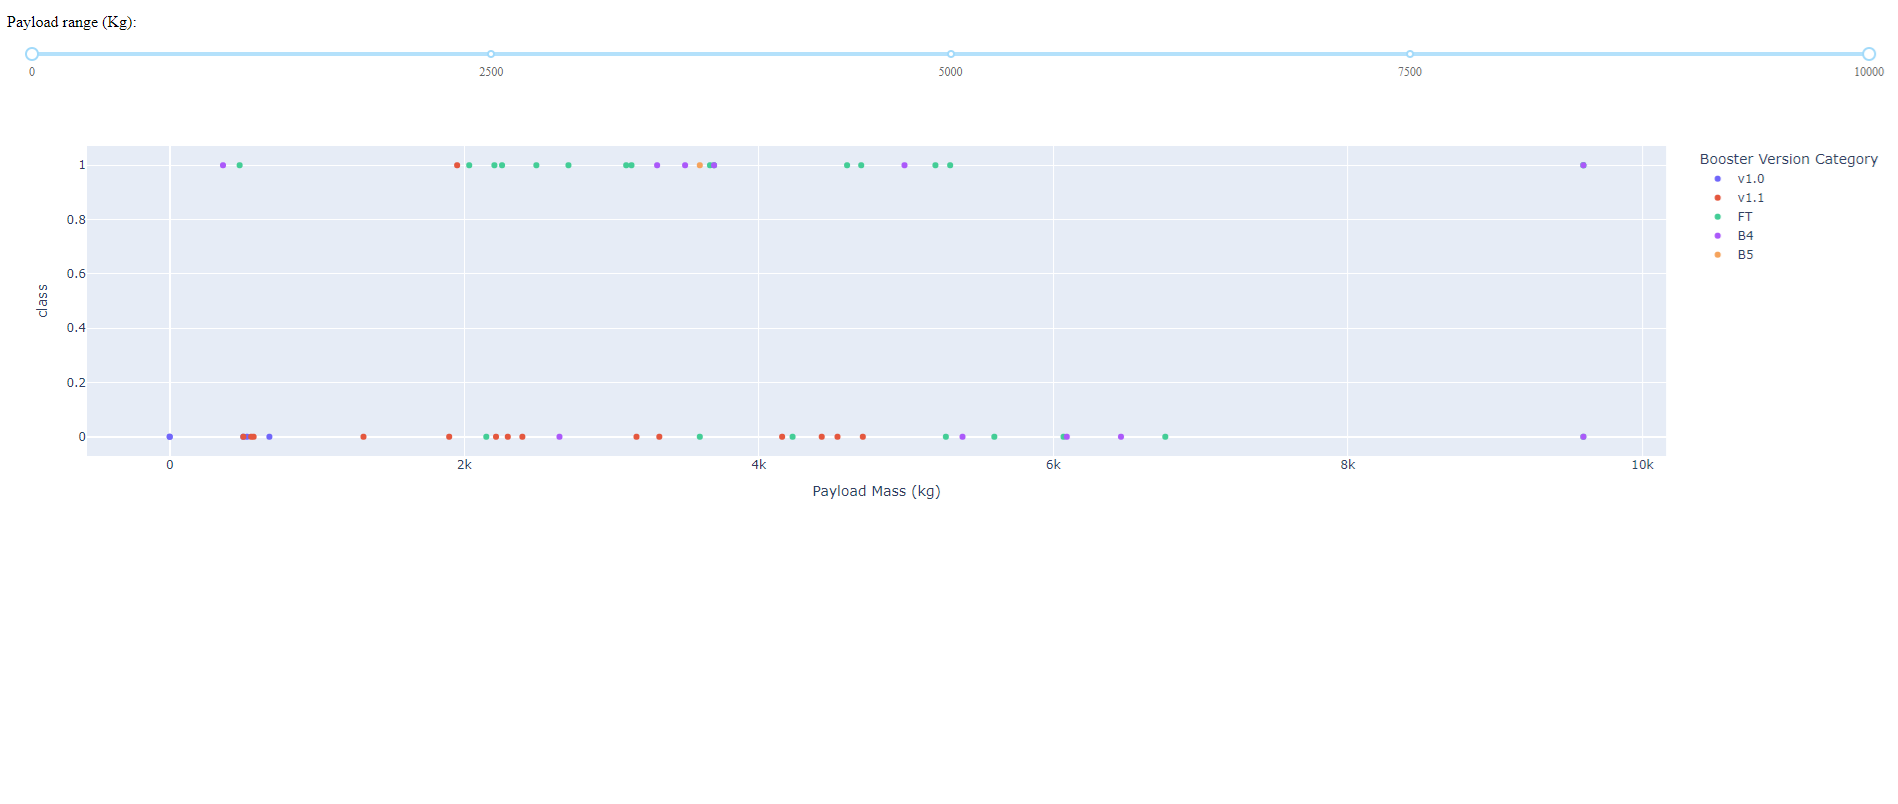 Payload range (Kg):
0 2500 5000 7500 10000
Booster Version Category
v1.0
v1.1
FT
B4
B5
class
1
0.8
0.6
0.4
0.2
0
0 2k 4k 6k 8k 10k
Payload Mass (kg)